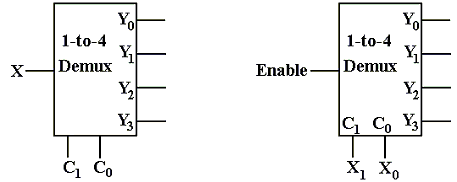 Y0
1-to-4
Y1
X
Demux
Y2
Y3
C1 C0
Y0
1-to-4
Y1
Enable
Demux
Y2
C1 C0 Y3
X1 X0